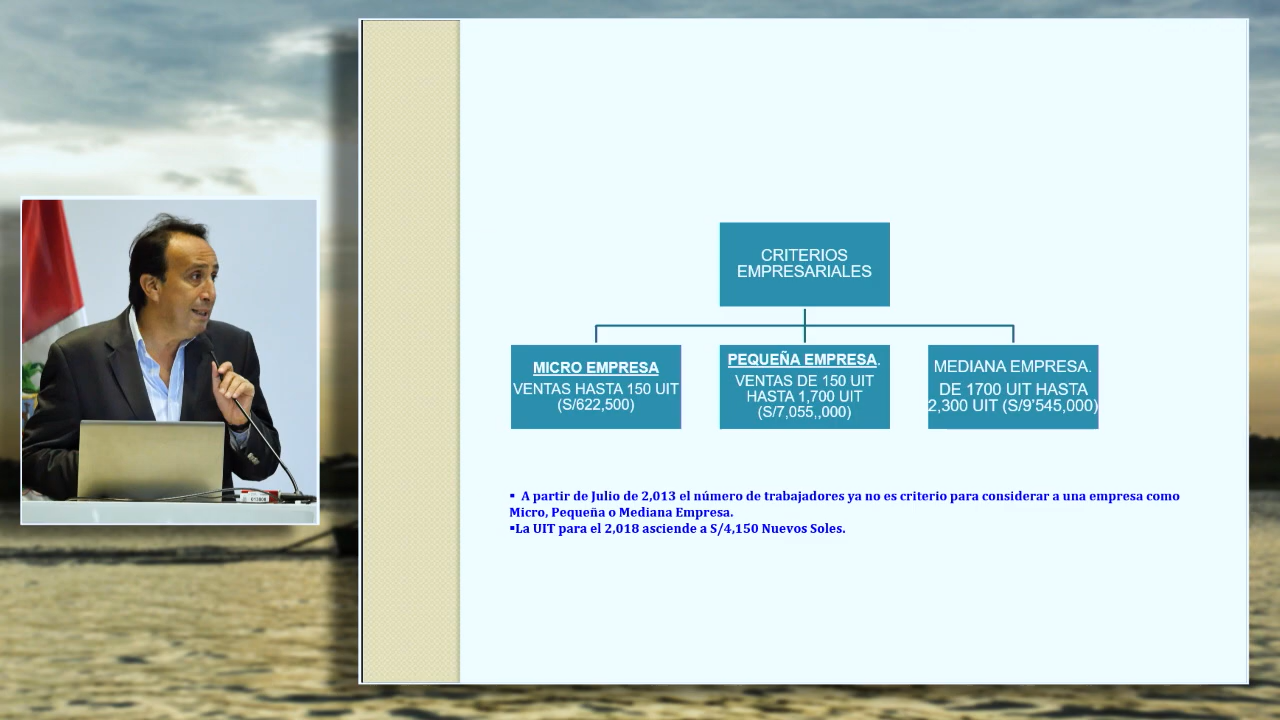 CRITERIOS
EMPRESARIALES
MICRO EMPRESA
VENTAS HASTA 150 UIT
(S/622,500)
PEQUEÑA EMPRESA.
VENTAS DE 150 UIT
HASTA 1,700 UIT
(S/7,055,,000)
MEDIANA EMPRESA.
DE 1700 UIT HASTA
2,300 UIT (S/9'545,000)
▪ A partir de Julio de 2,013 el número de trabajadores ya no es criterio para considerar a una empresa como
Micro, Pequeña o Mediana Empresa.
▪La UIT para el 2,018 asciende a S/4,150 Nuevos Soles.